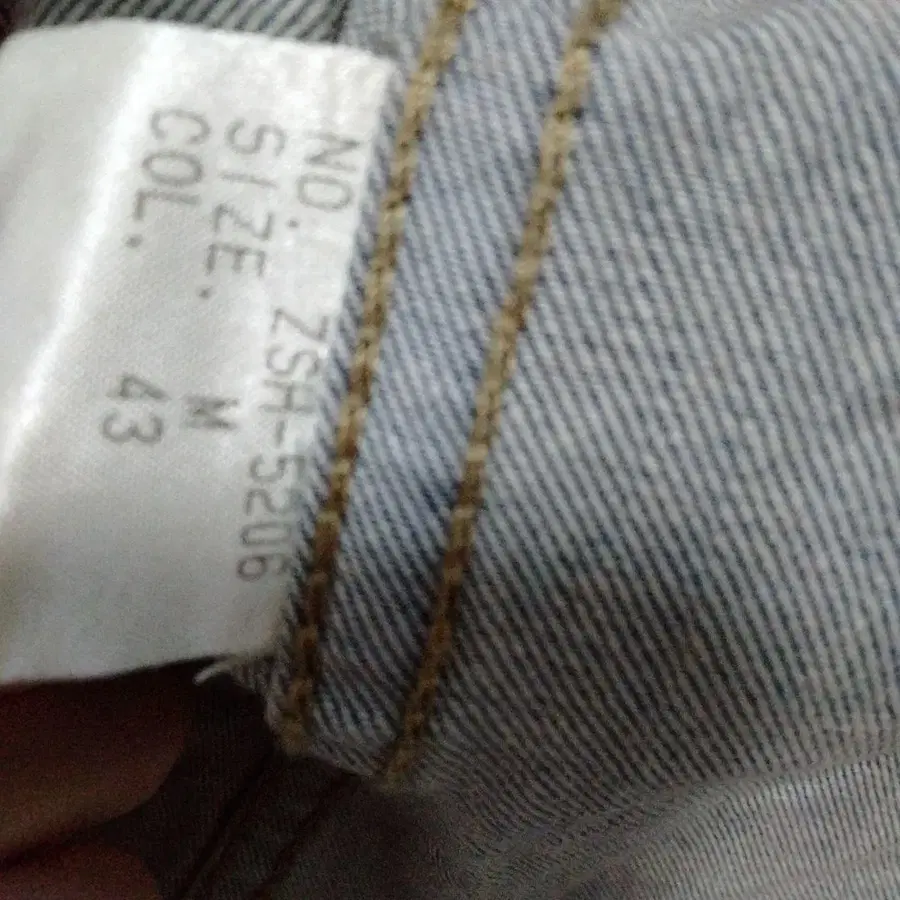 NO. ZSH-5206
SIZE. M
COL. 43